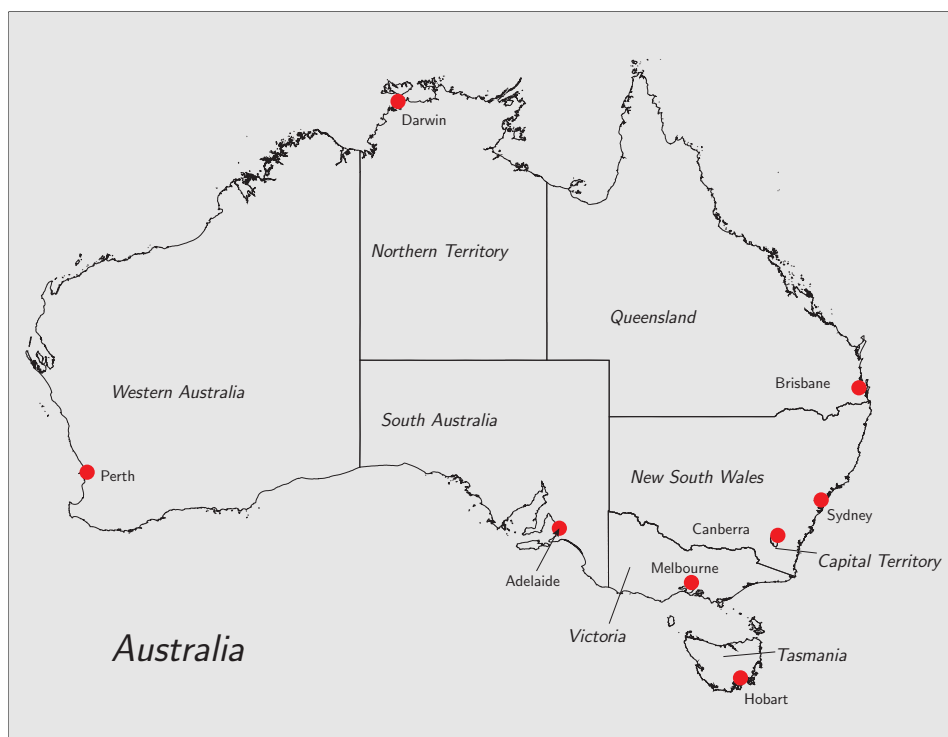 Darwin
Northern Territory
Queensland
Western Australia
Brisbane
South Australia
Perth
New South Wales
Sydney
Canberra
Capital Territory
Melbourne
Adelaide
Victoria
Australia
Tasmania
Hobart